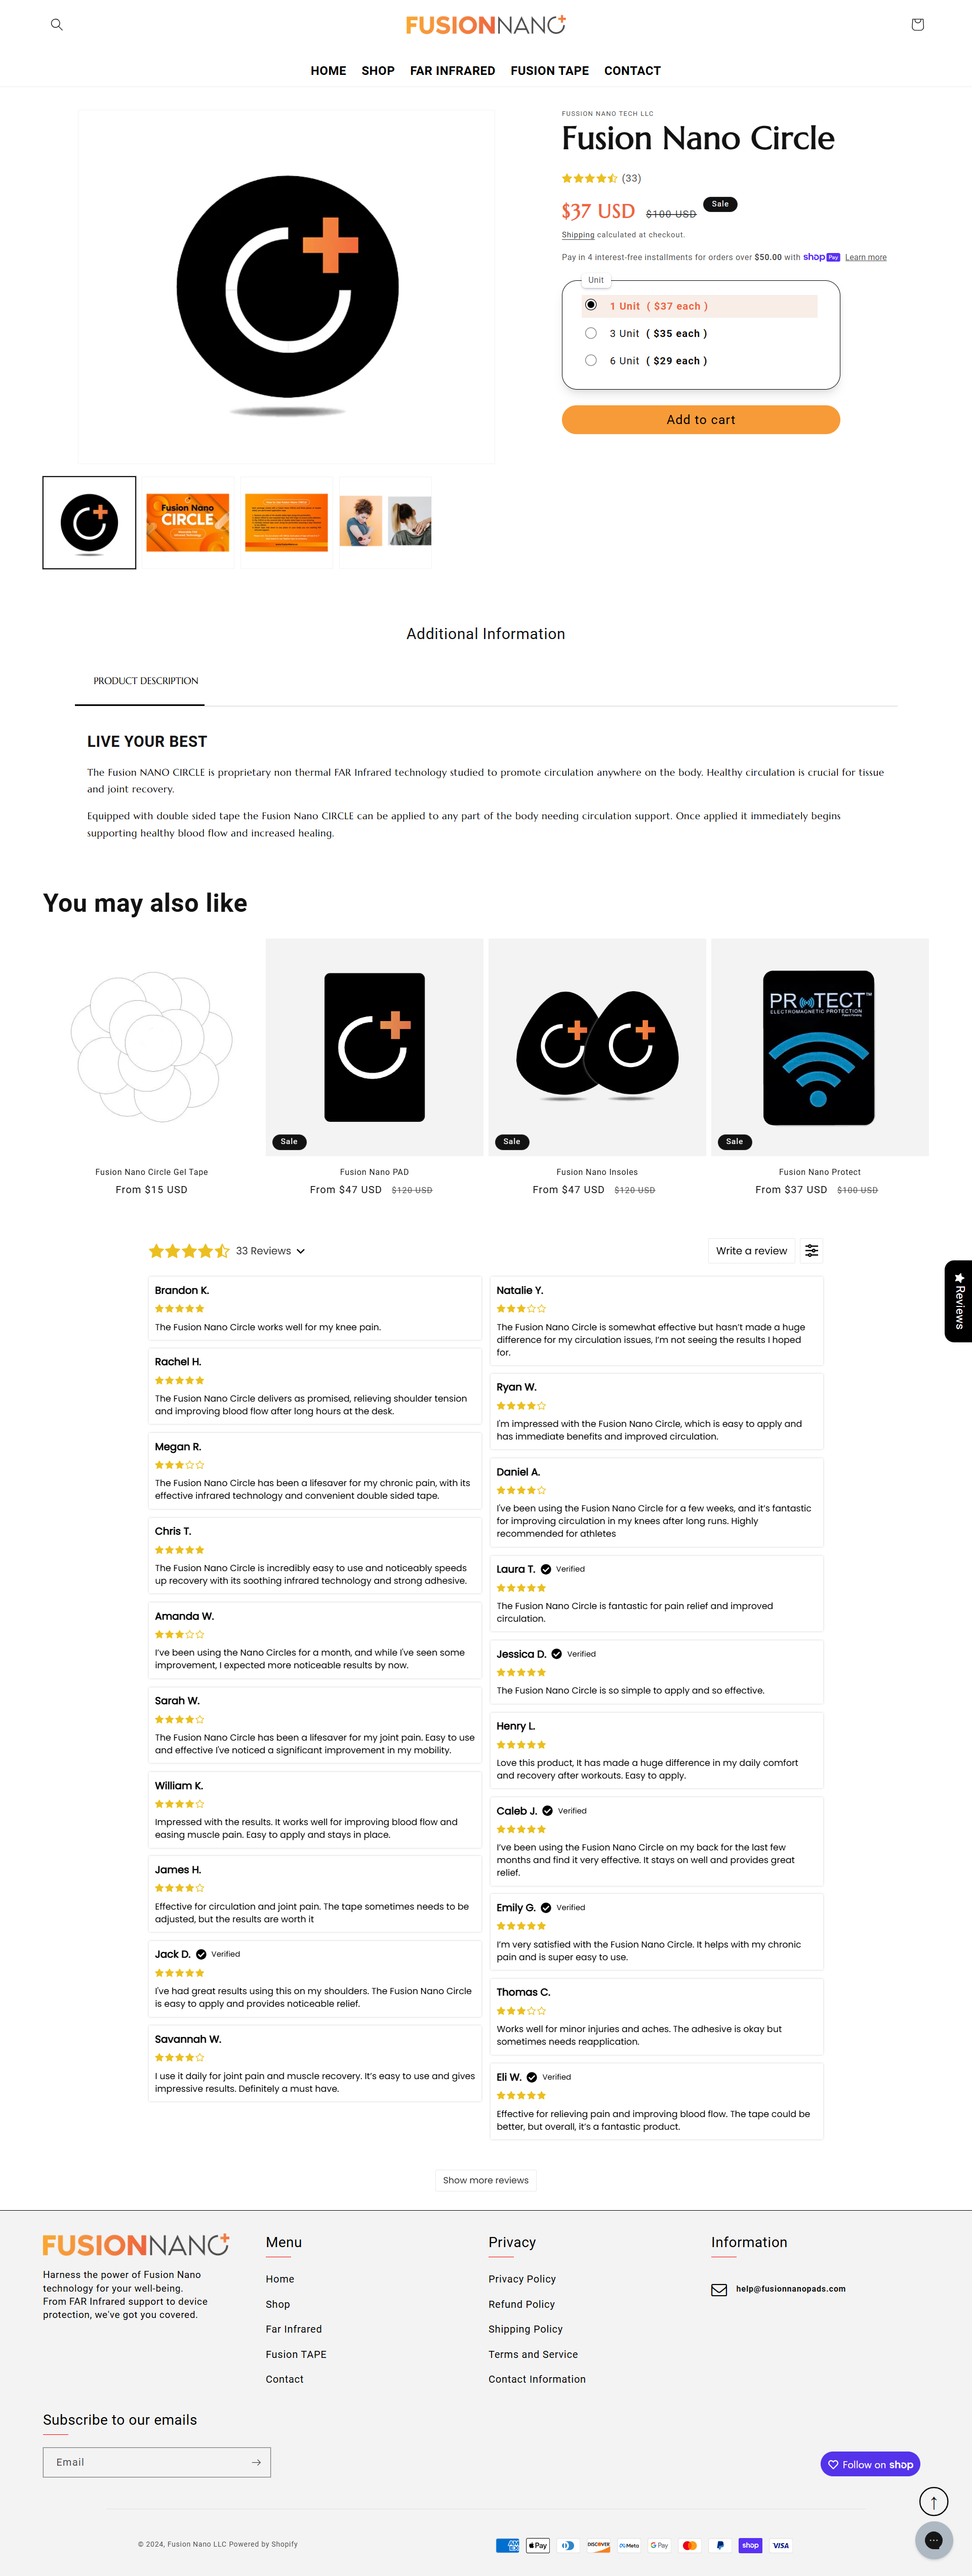 FUSIONNANO
HOME SHOP FAR INFRARED FUSION TAPE CONTACT
FUSSION NANO TECH LLC
Fusion Nano Circle
(33)
$37 USD $100 USD Sale
Shipping calculated at checkout.
Pay in 4 interest-free installments for orders over $50.00 with shop Pay Learn more
Unit
1 Unit ( $37 each )
3 Unit ( $35 each )
6 Unit ( $29 each )
Add to cart
Fusion Nano
CIRCLE
Additional Information
PRODUCT DESCRIPTION
LIVE YOUR BEST
The Fusion NANO CIRCLE is proprietary non thermal FAR Infrared technology studied to promote circulation anywhere on the body. Healthy circulation is crucial for tissue
and joint recovery.
Equipped with double sided tape the Fusion Nano CIRCLE can be applied to any part of the body needing circulation support. Once applied it immediately begins
supporting healthy blood flow and increased healing.
You may also like
PROTECT™
ELECTROMAGNETIC PROTECTION
Sale
Sale
Sale
Fusion Nano Circle Gel Tape
From $15 USD
Fusion Nano PAD
From $47 USD $120 USD
Fusion Nano Insoles
From $47 USD $120 USD
Fusion Nano Protect
From $37 USD $100 USD
33 Reviews
Write a review
Reviews
Brandon K.
The Fusion Nano Circle works well for my knee pain.
Rachel H.
The Fusion Nano Circle delivers as promised, relieving shoulder tension
and improving blood flow after long hours at the desk.
Megan R.
The Fusion Nano Circle has been a lifesaver for my chronic pain, with its
effective infrared technology and convenient double sided tape.
Chris T.
The Fusion Nano Circle is incredibly easy to use and noticeably speeds
up recovery with its soothing infrared technology and strong adhesive.
Amanda W.
I've been using the Nano Circles for a month, and while I've seen some
improvement, I expected more noticeable results by now.
Sarah W.
The Fusion Nano Circle has been a lifesaver for my joint pain. Easy to use
and effective I've noticed a significant improvement in my mobility.
William K.
Impressed with the results. It works well for improving blood flow and
easing muscle pain. Easy to apply and stays in place.
James H.
Effective for circulation and joint pain. The tape sometimes needs to be
adjusted, but the results are worth it
Jack D. Verified
I've had great results using this on my shoulders. The Fusion Nano Circle
is easy to apply and provides noticeable relief.
Savannah W.
I use it daily for joint pain and muscle recovery. It's easy to use and gives
impressive results. Definitely a must have.
Natalie Y.
The Fusion Nano Circle is somewhat effective but hasn't made a huge
difference for my circulation issues, I'm not seeing the results I hoped
for.
Ryan W.
I'm impressed with the Fusion Nano Circle, which is easy to apply and
has immediate benefits and improved circulation.
Daniel A.
I've been using the Fusion Nano Circle for a few weeks, and it's fantastic
for improving circulation in my knees after long runs. Highly
recommended for athletes
Laura T. Verified
The Fusion Nano Circle is fantastic for pain relief and improved
circulation.
Jessica D. Verified
The Fusion Nano Circle is so simple to apply and so effective.
Henry L.
Love this product, It has made a huge difference in my daily comfort
and recovery after workouts. Easy to apply.
Caleb J. Verified
I've been using the Fusion Nano Circle on my back for the last few
months and find it very effective. It stays on well and provides great
relief.
Emily G. Verified
I'm very satisfied with the Fusion Nano Circle. It helps with my chronic
pain and is super easy to use.
Thomas C.
Works well for minor injuries and aches. The adhesive is okay but
sometimes needs reapplication.
Eli W. Verified
Effective for relieving pain and improving blood flow. The tape could be
better, but overall, it's a fantastic product.
Show more reviews
FUSIONNANO
Harness the power of Fusion Nano
technology for your well-being.
From FAR Infrared support to device
protection, we've got you covered.
Menu
Home
Shop
Far Infrared
Fusion TAPE
Contact
Privacy
Privacy Policy
Refund Policy
Shipping Policy
Terms and Service
Contact Information
Information
help@fusionnanopads.com
Subscribe to our emails
Email
Follow on shop
© 2024, Fusion Nano LLC Powered by Shopify
Pay DISCOVER Meta G Pay shop VISA